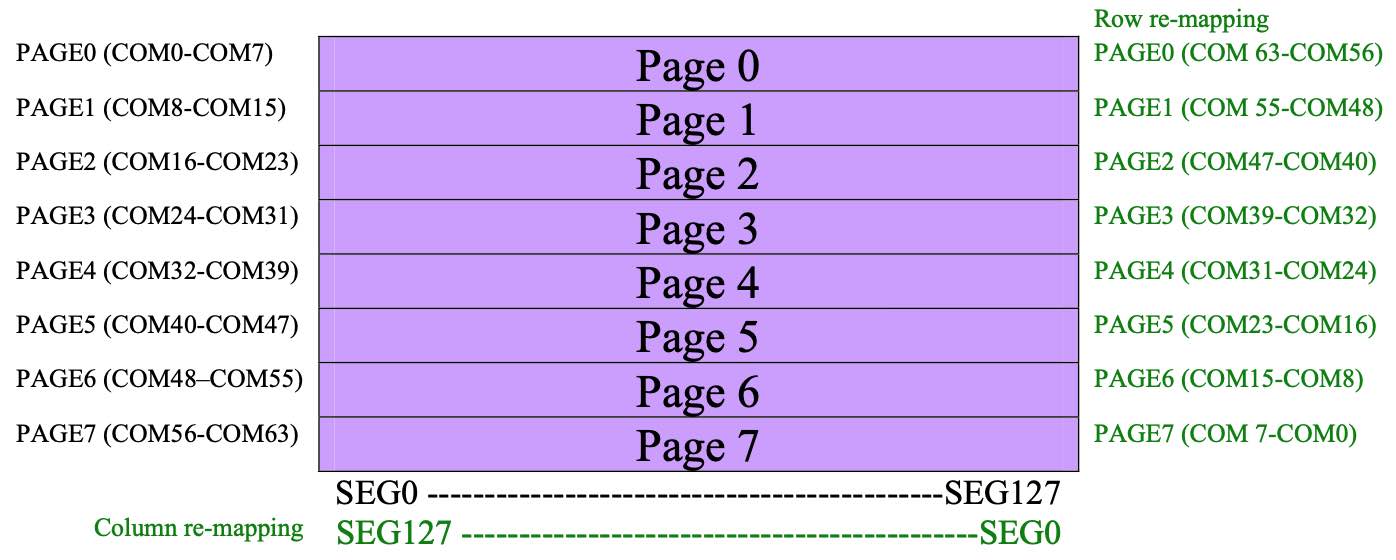 Row re-mapping
PAGE0 (COM0-COM7) Page 0 PAGE0 (COM 63-COM56)
PAGE1 (COM8-COM15) Page 1 PAGE1 (COM 55-COM48)
PAGE2 (COM16-COM23) Page 2 PAGE2 (COM47-COM40)
PAGE3 (COM24-COM31) Page 3 PAGE3 (COM39-COM32)
PAGE4 (COM32-COM39) Page 4 PAGE4 (COM31-COM24)
PAGE5 (COM40-COM47) Page 5 PAGE5 (COM23-COM16)
PAGE6 (COM48–COM55) Page 6 PAGE6 (COM15-COM8)
PAGE7 (COM56-COM63) Page 7 PAGE7 (COM 7-COM0)
SEG0 ---------------------------------------------SEG127
Column re-mapping SEG127 ---------------------------------------------SEG0